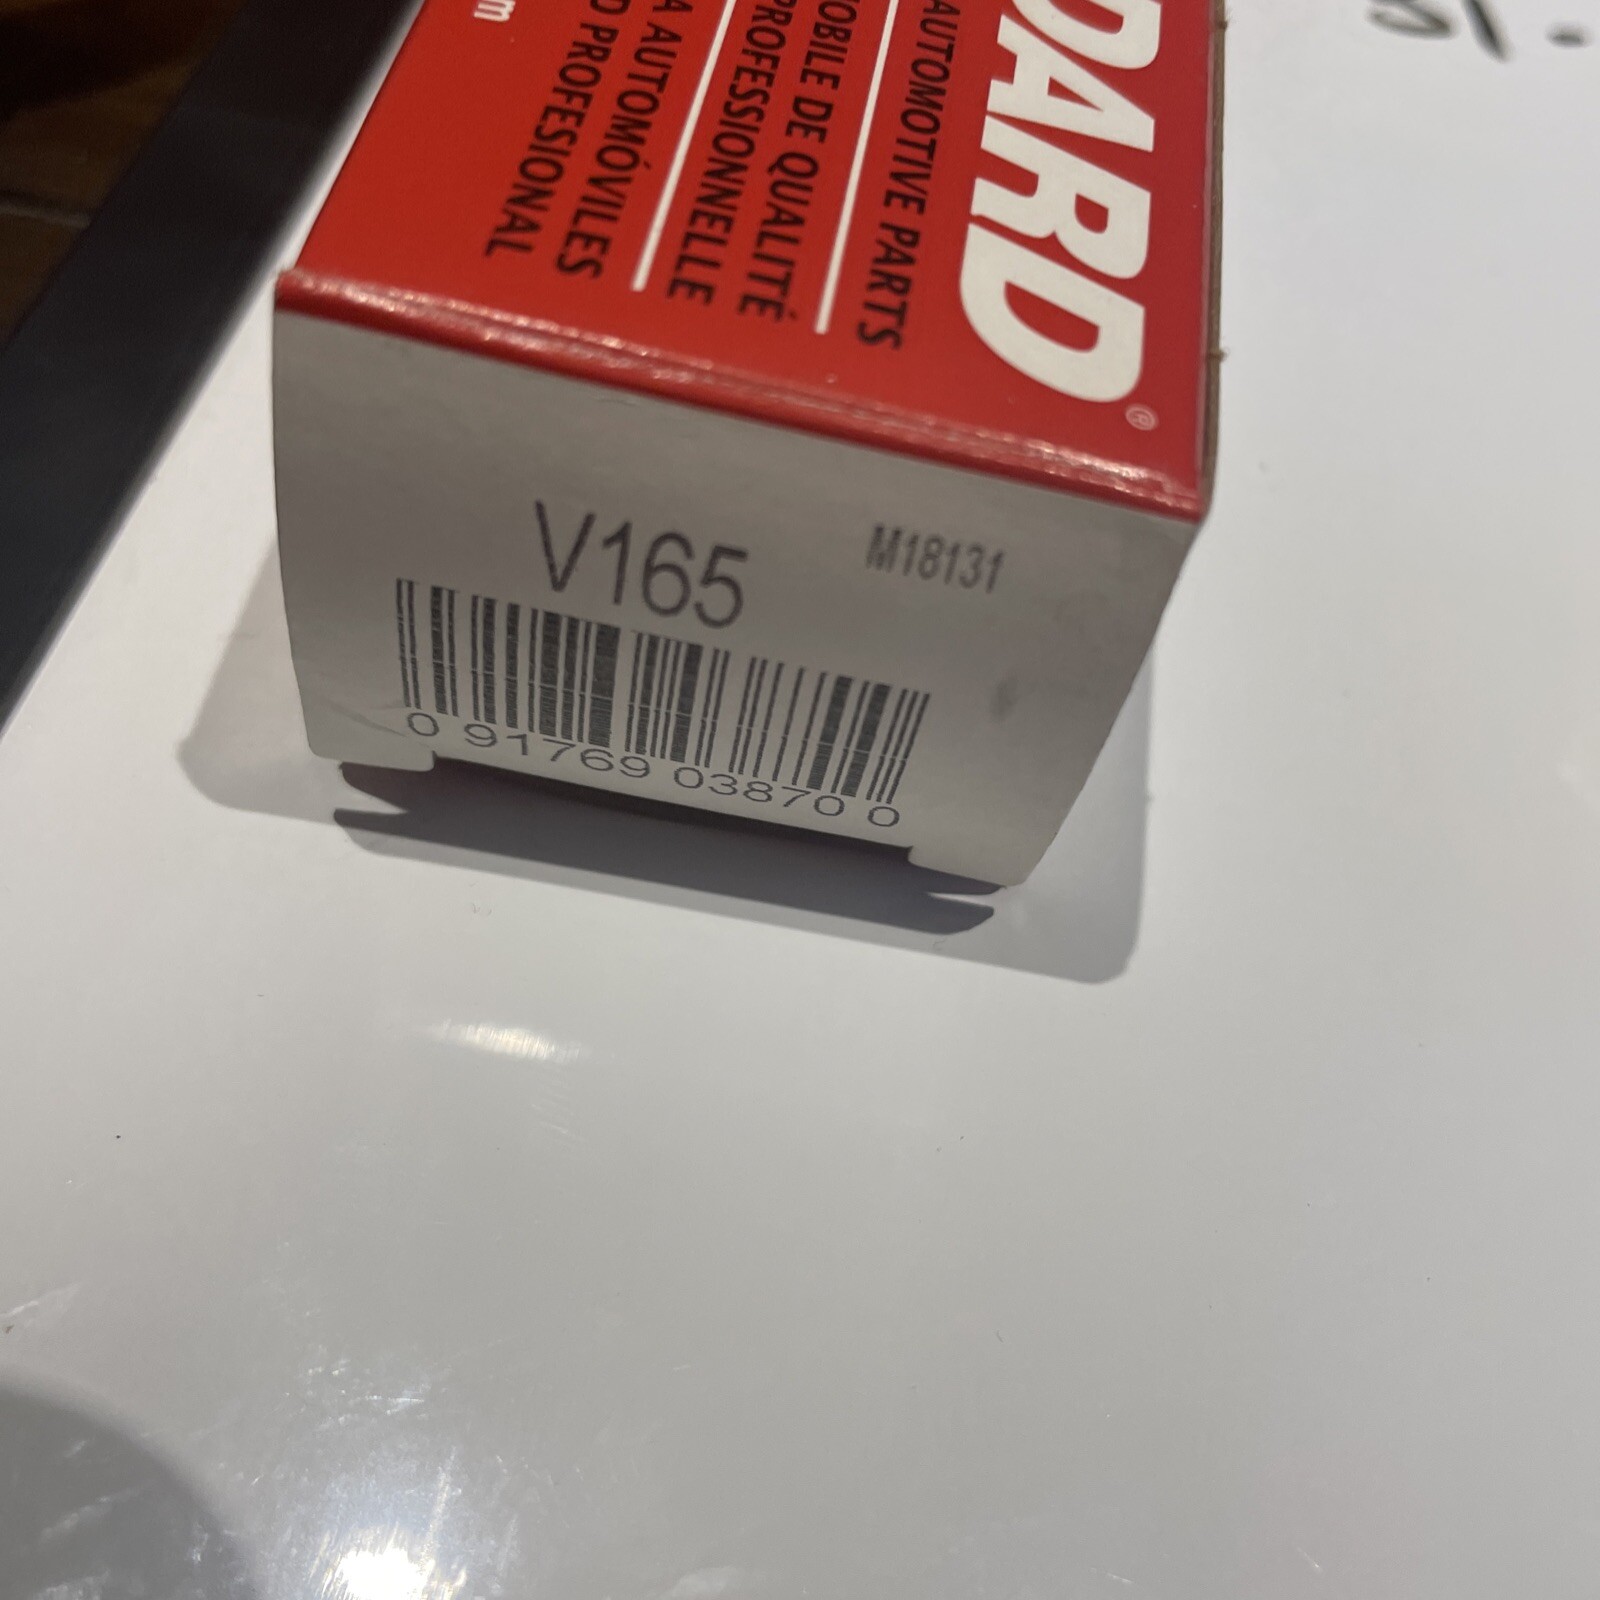 DARD®
AUTOMOTIVE PARTS
OBILE DE QUALITÉ
PROFESSIONNELLE
A AUTOMÓVILES
D PROFESIONAL
m
V165
M18131
0 91769 03870 0